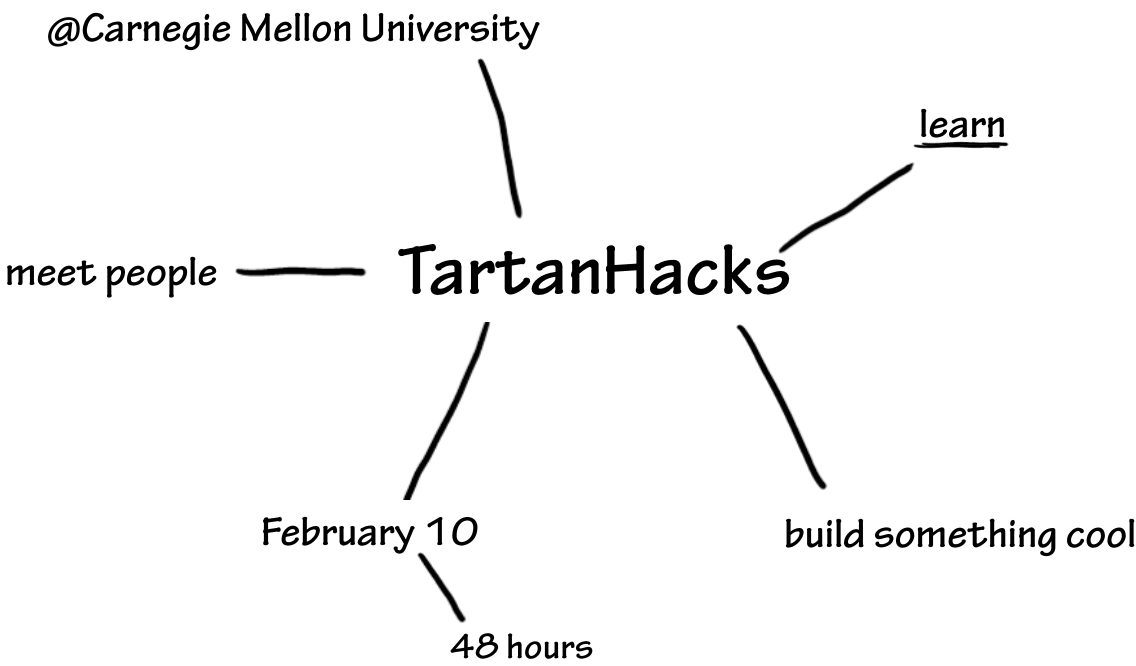 @Carnegie Mellon University
learn
meet people
TartanHacks
February 10
build something cool
48 hours